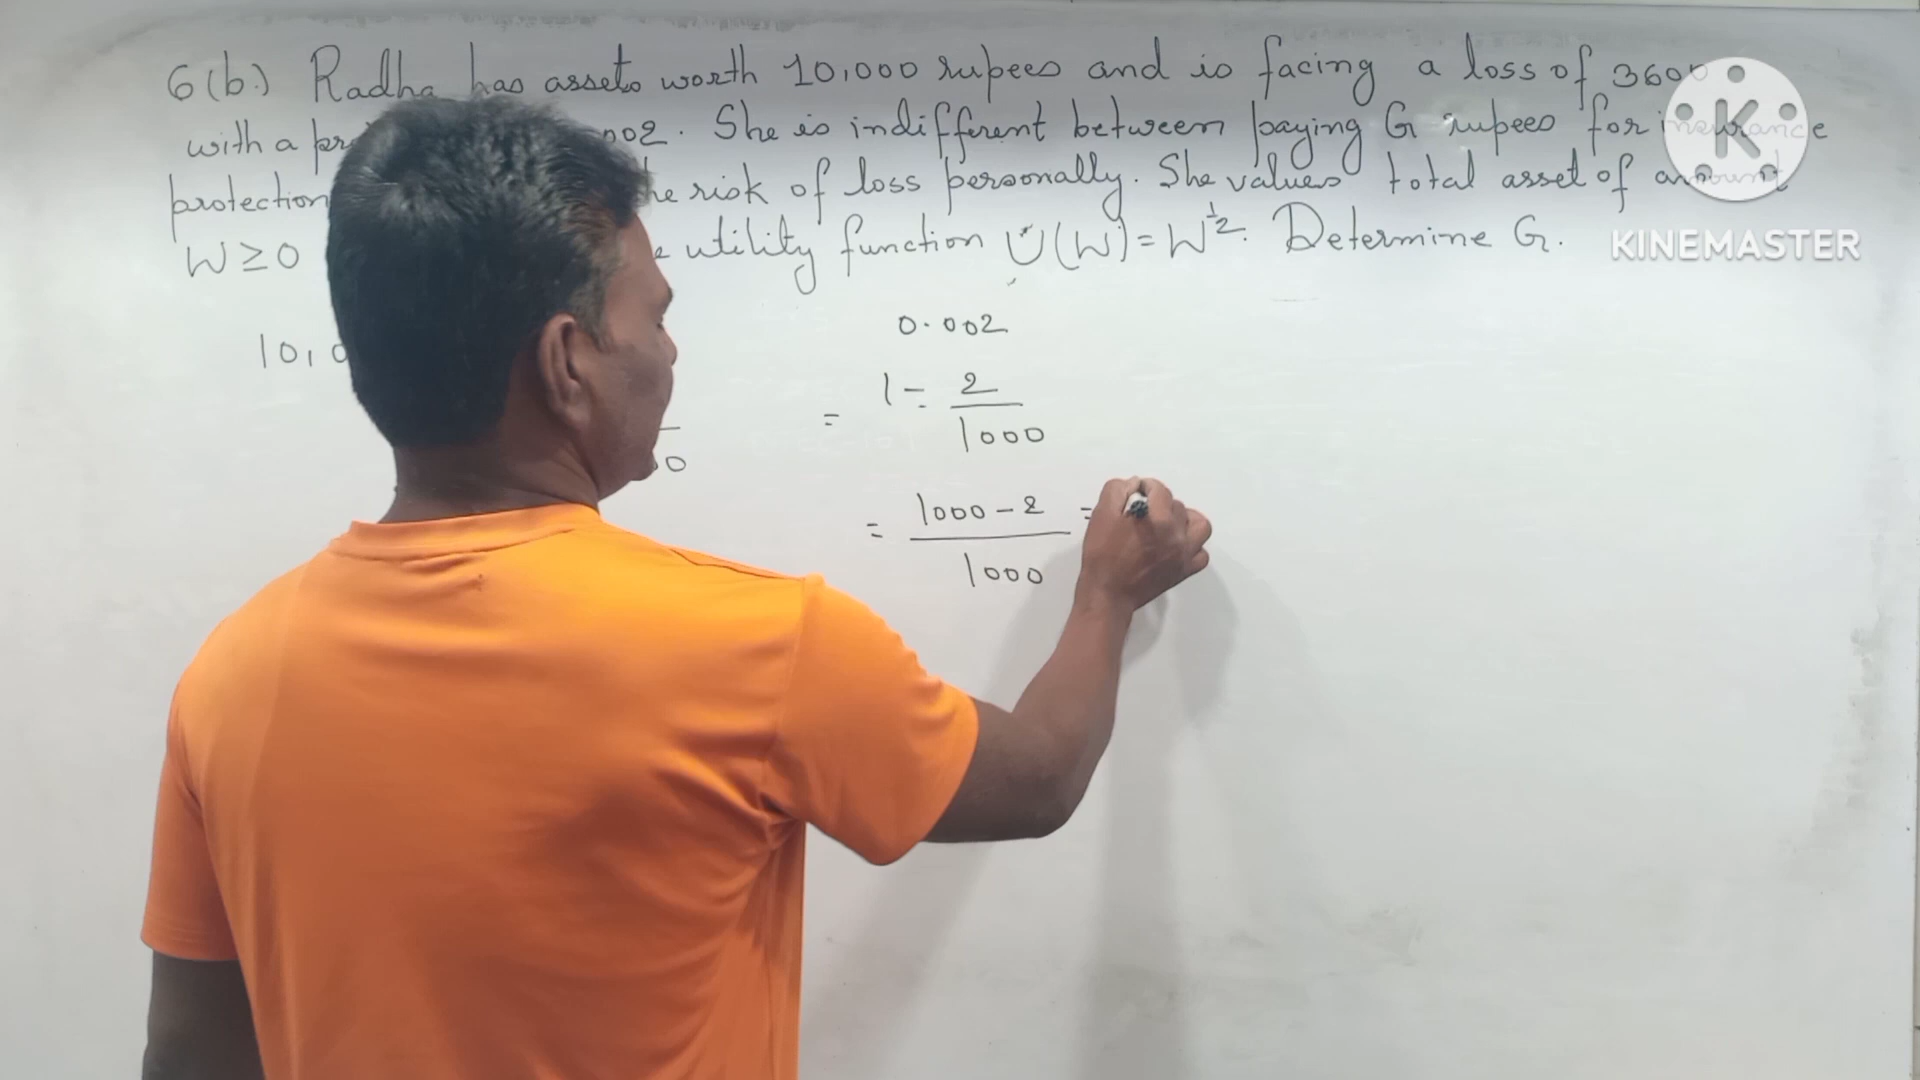 6(b.) Radha has assets worth 10,000 rupees and is facing a loss of 3600
with a 002. She is indifferent between paying G rupees for insurance
protection risk of loss personally. She values total asset of amount
W ≥ 0 utility function U(W) = W^½. Determine G.
KINEMASTER
0.002
10,0
= 1 - 2/1000
= 1000 - 2 / 1000 =